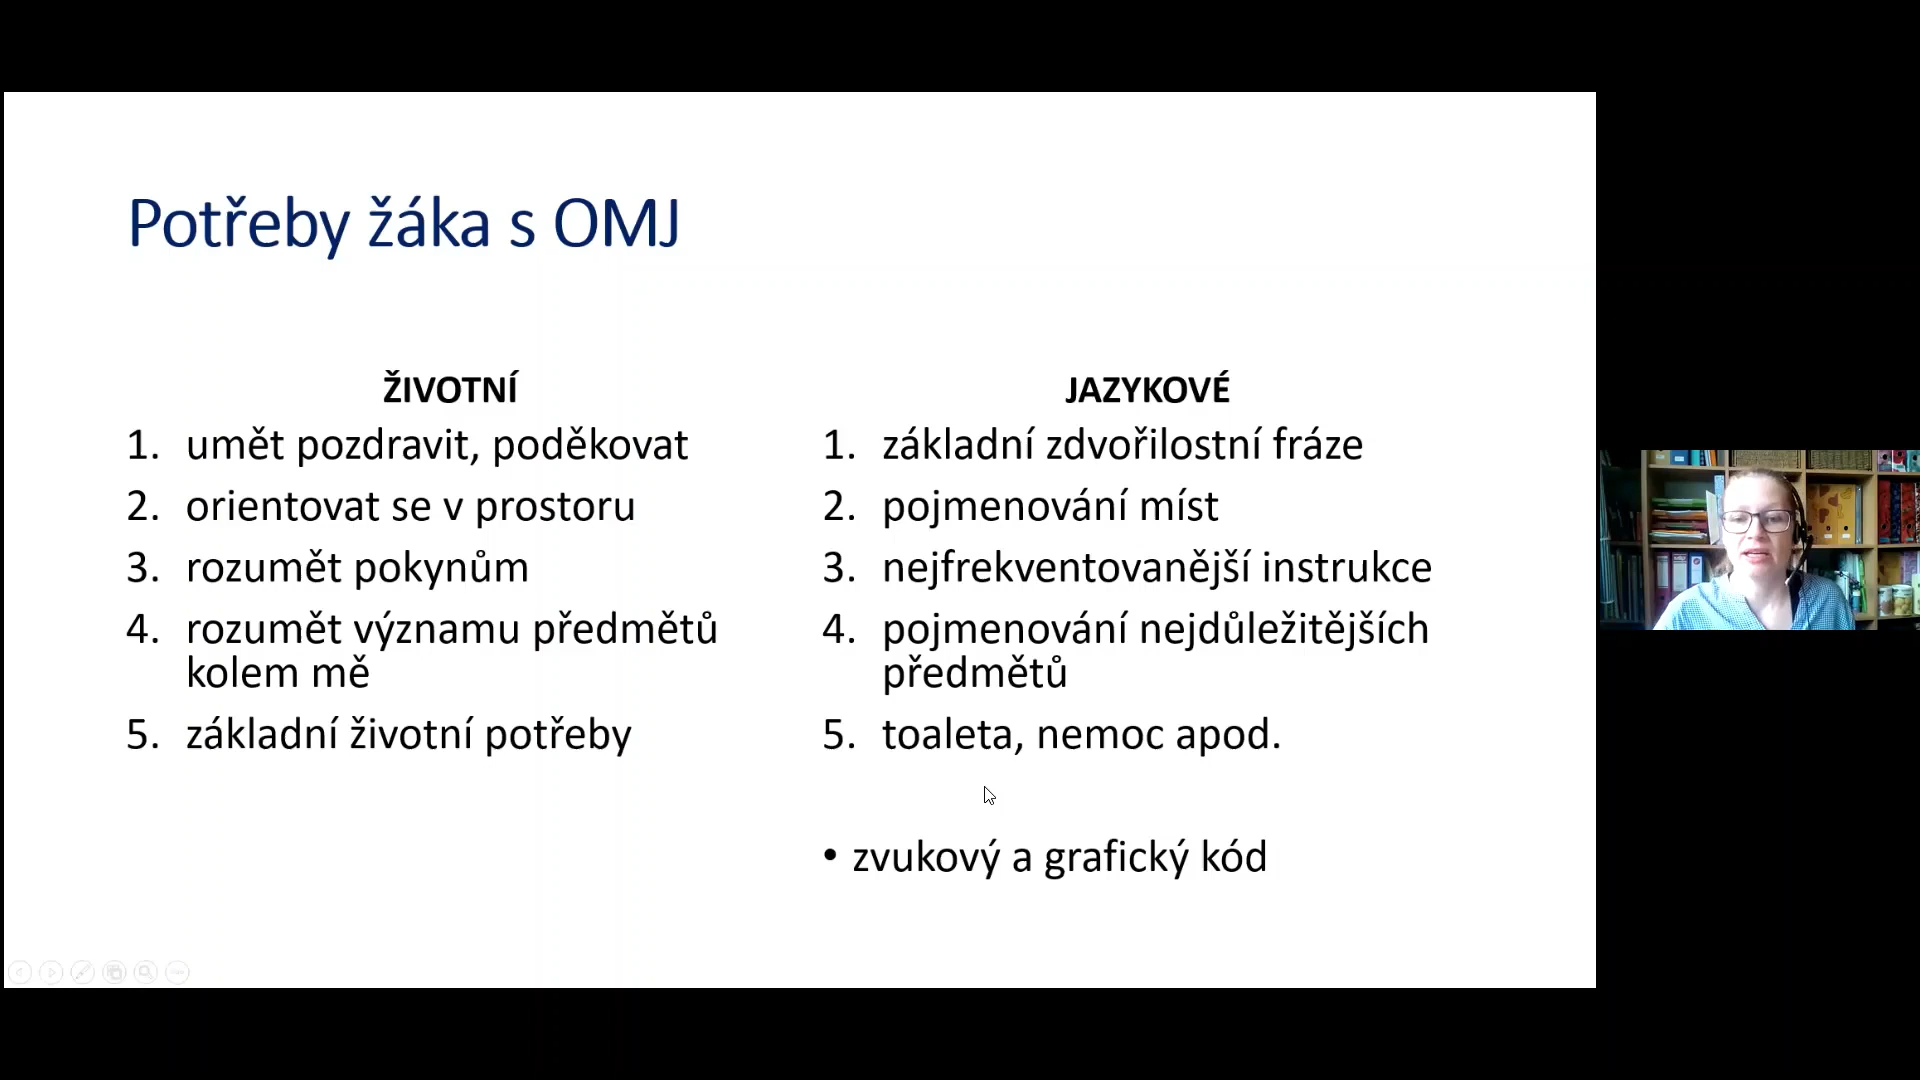 Potřeby žáka s OMJ
ŽIVOTNÍ
1. umět pozdravit, poděkovat
2. orientovat se v prostoru
3. rozumět pokynům
4. rozumět významu předmětů
kolem mě
5. základní životní potřeby
JAZYKOVÉ
1. základní zdvořilostní fráze
2. pojmenování míst
3. nejfrekventovanější instrukce
4. pojmenování nejdůležitějších
předmětů
5. toaleta, nemoc apod.
• zvukový a grafický kód